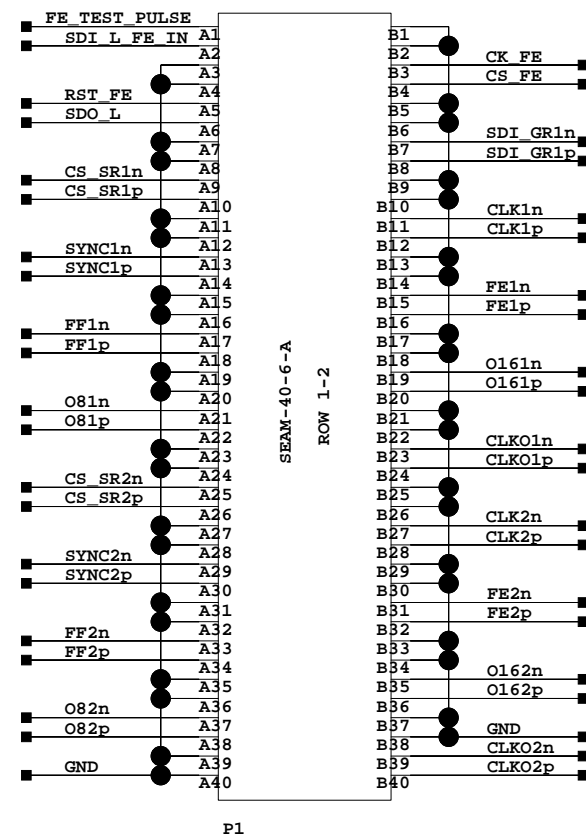 FE_TEST_PULSE A1 B1
SDI_L_FE_IN A2 B2 CK_FE
A3 B3 CS_FE
A4 B4
RST_FE A5 B5
SDO_L A6 B6 SDI_GR1n
A7 B7 SDI_GR1p
A8 B8
CS_SR1n A9 B9
CS_SR1p A10 B10 CLK1n
A11 B11 CLK1p
A12 B12
SYNC1n A13 B13
SYNC1p A14 B14 FE1n
A15 B15 FE1p
A16 B16
FF1n A17 B17
FF1p A18 B18 O161n
A19 B19 O161p
A20 B20
O81n A21 B21
O81p A22 B22 CLKO1n
A23 B23 CLKO1p
A24 B24
CS_SR2n A25 B25
CS_SR2p A26 B26 CLK2n
A27 B27 CLK2p
A28 B28
SYNC2n A29 B29
SYNC2p A30 B30 FE2n
A31 B31 FE2p
A32 B32
FF2n A33 B33
FF2p A34 B34 O162n
A35 B35 O162p
A36 B36
O82n A37 B37 GND
O82p A38 B38 CLKO2n
A39 B39 CLKO2p
GND A40 B40
SEAM-40-6-A
ROW 1-2
P1